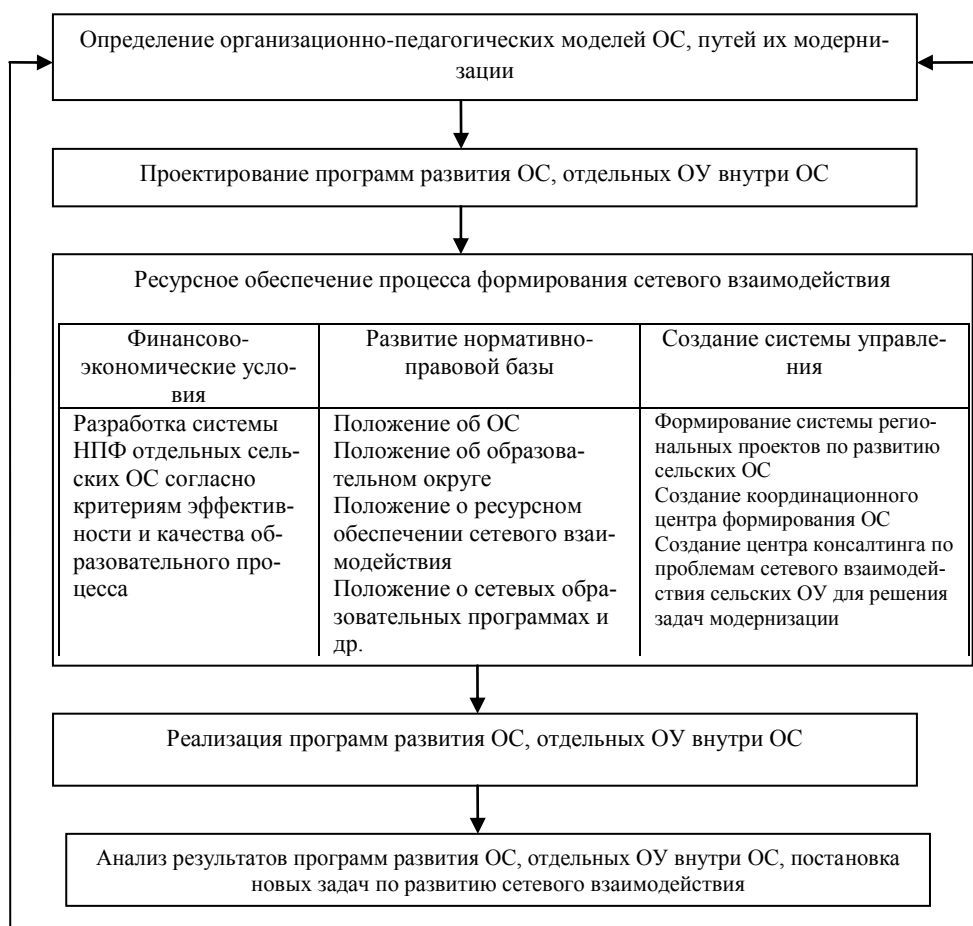 Определение организационно-педагогических моделей ОС, путей их модерни-
зации
Проектирование программ развития ОС, отдельных ОУ внутри ОС
Ресурсное обеспечение процесса формирования сетевого взаимодействия
Финансово-
экономические усло-
вия
Развитие нормативно-
правовой базы
Создание системы управле-
ния
Разработка системы
НПФ отдельных сель-
ских ОС согласно
критериям эффектив-
ности и качества об-
разовательного про-
цесса
Положение об ОС
Положение об образова-
тельном округе
Положение о ресурсном
обеспечении сетевого взаи-
модействия
Положение о сетевых обра-
зовательных программах и
др.
Формирование системы регио-
нальных проектов по развитию
сельских ОС
Создание координационного
центра формирования ОС
Создание центра консалтинга по
проблемам сетевого взаимодей-
ствия сельских ОУ для решения
задач модернизации
Реализация программ развития ОС, отдельных ОУ внутри ОС
Анализ результатов программ развития ОС, отдельных ОУ внутри ОС, постановка
новых задач по развитию сетевого взаимодействия